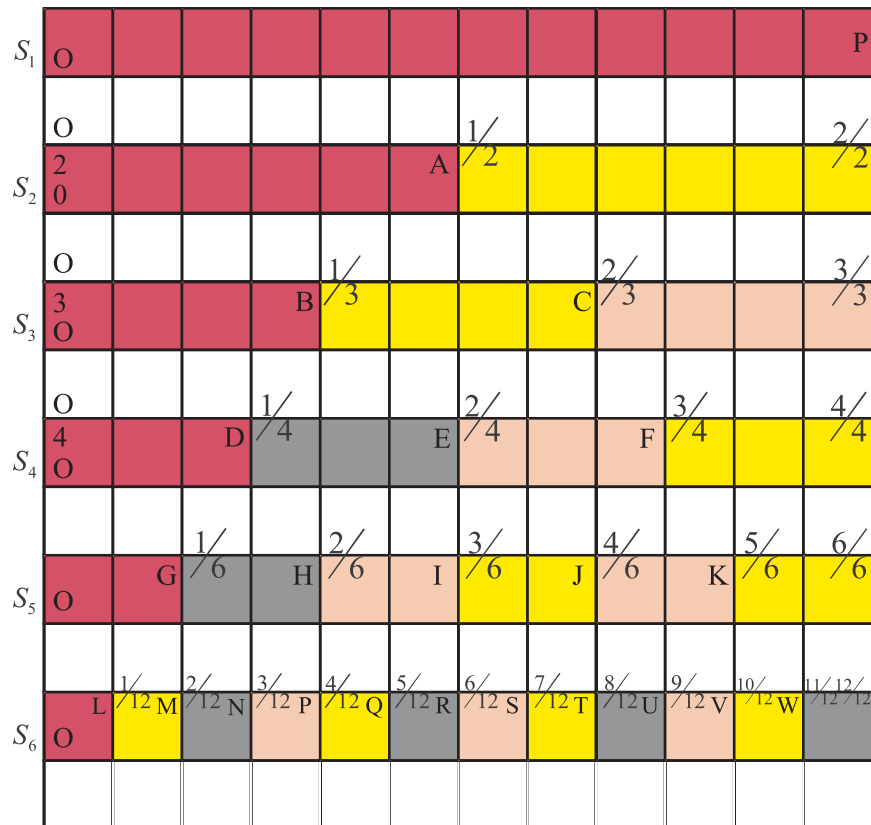 S1 O P
O 1/2 2/2
2
S2 0 A
O 1/3 2/3 3/3
3 B C
S3 O
O 1/4 2/4 3/4 4/4
4 D E F
S4 O
1/6 2/6 3/6 4/6 5/6 6/6
G H I J K
S5 O
1/12 2/12 3/12 4/12 5/12 6/12 7/12 8/12 9/12 10/12 11/12 12/12
L M N P Q R S T U V W
S6 O